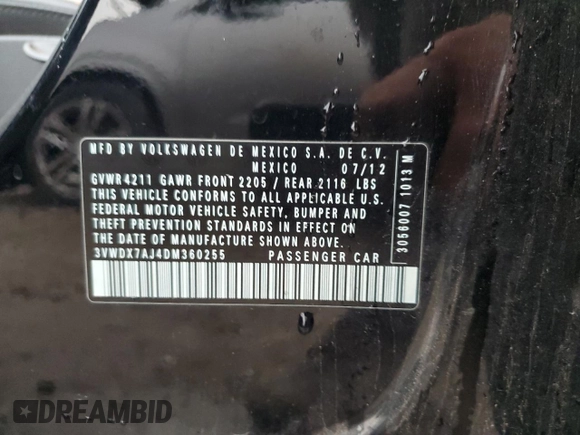 MFD BY VOLKSWAGEN DE MEXICO S.A. DE C.V.
MEXICO 07/12
GVWR4211 GAWR FRONT 2205 / REAR 2116 LBS
THIS VEHICLE CONFORMS TO ALL APPLICABLE U.S.
FEDERAL MOTOR VEHICLE SAFETY, BUMPER AND
THEFT PREVENTION STANDARDS IN EFFECT ON
THE DATE OF MANUFACTURE SHOWN ABOVE.
3VWDX7AJ4DM360255 PASSENGER CAR
3056007 1013 M
DREAMBID